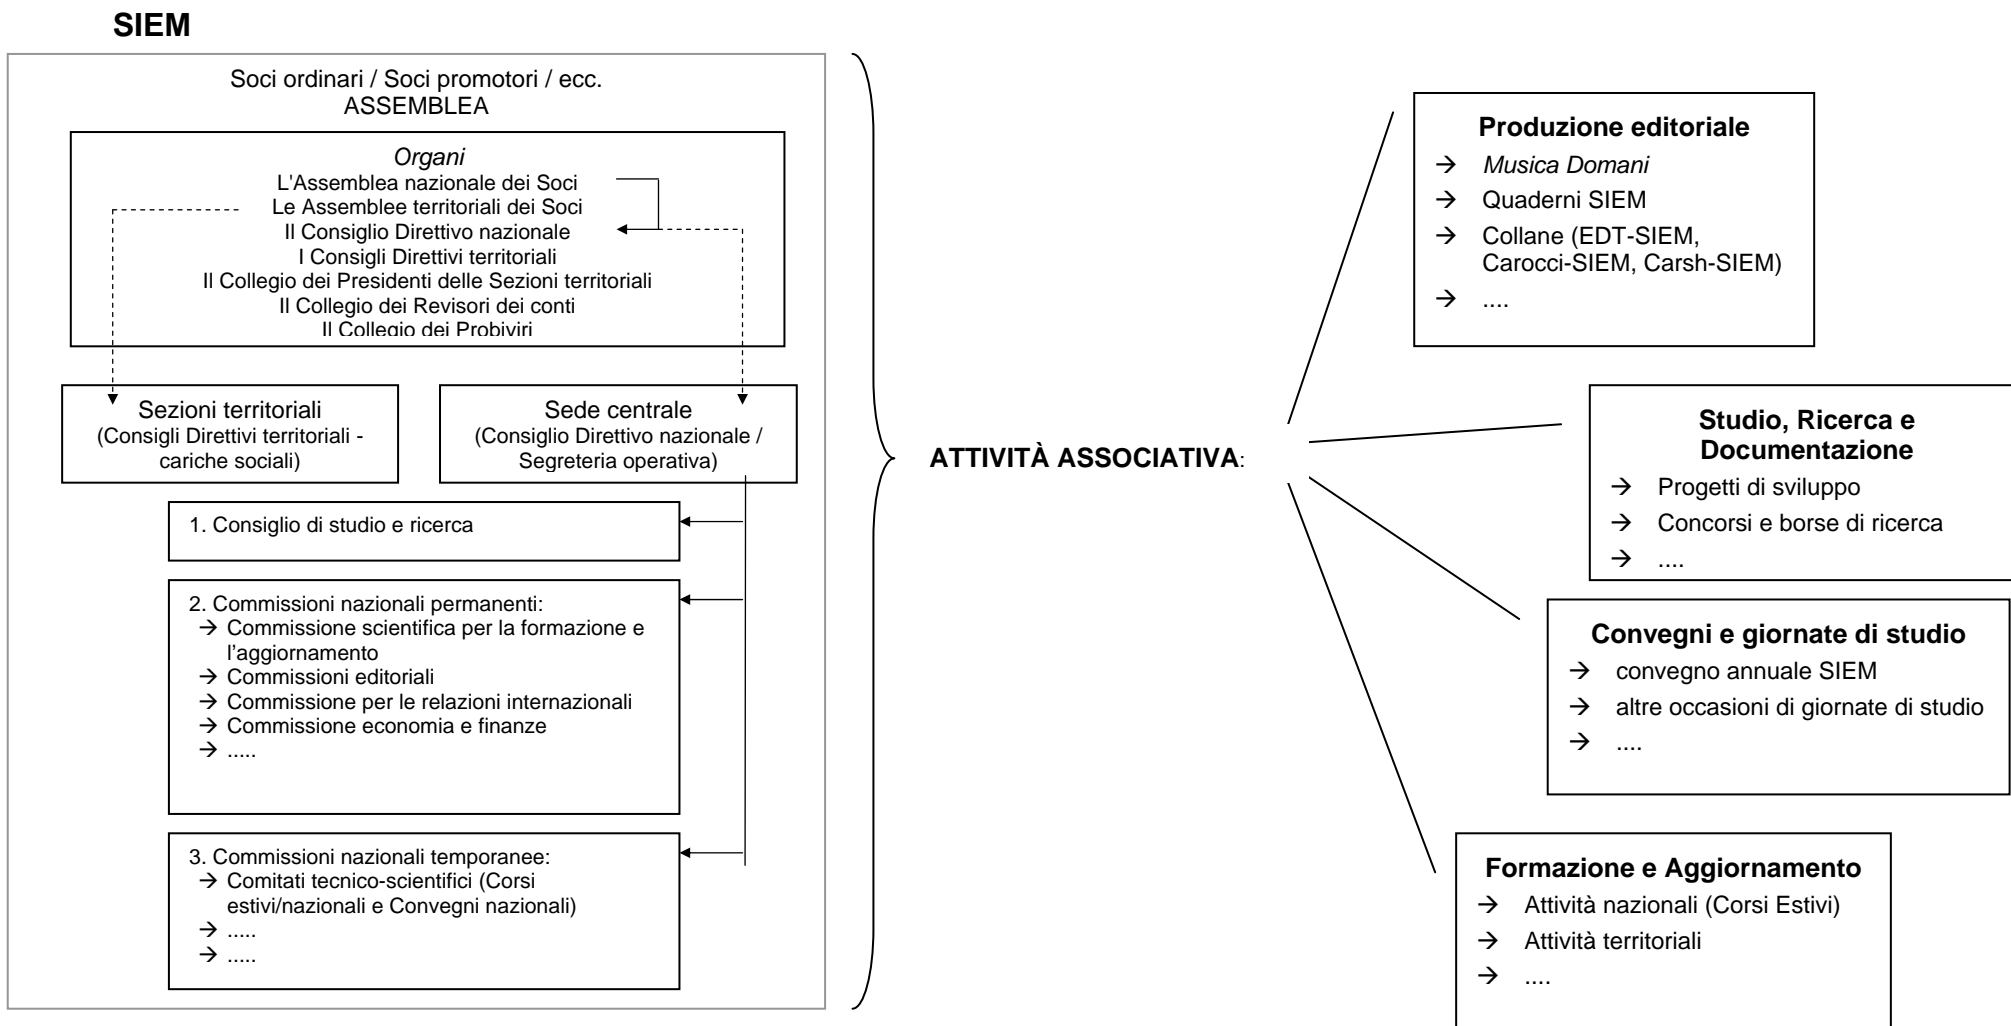 SIEM
Soci ordinari / Soci promotori / ecc.
ASSEMBLEA
Organi
L'Assemblea nazionale dei Soci
Le Assemblee territoriali dei Soci
Il Consiglio Direttivo nazionale
I Consigli Direttivi territoriali
Il Collegio dei Presidenti delle Sezioni territoriali
Il Collegio dei Revisori dei conti
Il Collegio dei Probiviri
Sezioni territoriali
(Consigli Direttivi territoriali -
cariche sociali)
Sede centrale
(Consiglio Direttivo nazionale /
Segreteria operativa)
1. Consiglio di studio e ricerca
2. Commissioni nazionali permanenti:
→ Commissione scientifica per la formazione e
l’aggiornamento
→ Commissioni editoriali
→ Commissione per le relazioni internazionali
→ Commissione economia e finanze
→ .....
3. Commissioni nazionali temporanee:
→ Comitati tecnico-scientifici (Corsi
estivi/nazionali e Convegni nazionali)
→ .....
→ .....
ATTIVITÀ ASSOCIATIVA:
Produzione editoriale
→ Musica Domani
→ Quaderni SIEM
→ Collane (EDT-SIEM,
Carocci-SIEM, Carsh-SIEM)
→ ....
Studio, Ricerca e
Documentazione
→ Progetti di sviluppo
→ Concorsi e borse di ricerca
→ ....
Convegni e giornate di studio
→ convegno annuale SIEM
→ altre occasioni di giornate di studio
→ ....
Formazione e Aggiornamento
→ Attività nazionali (Corsi Estivi)
→ Attività territoriali
→ ....